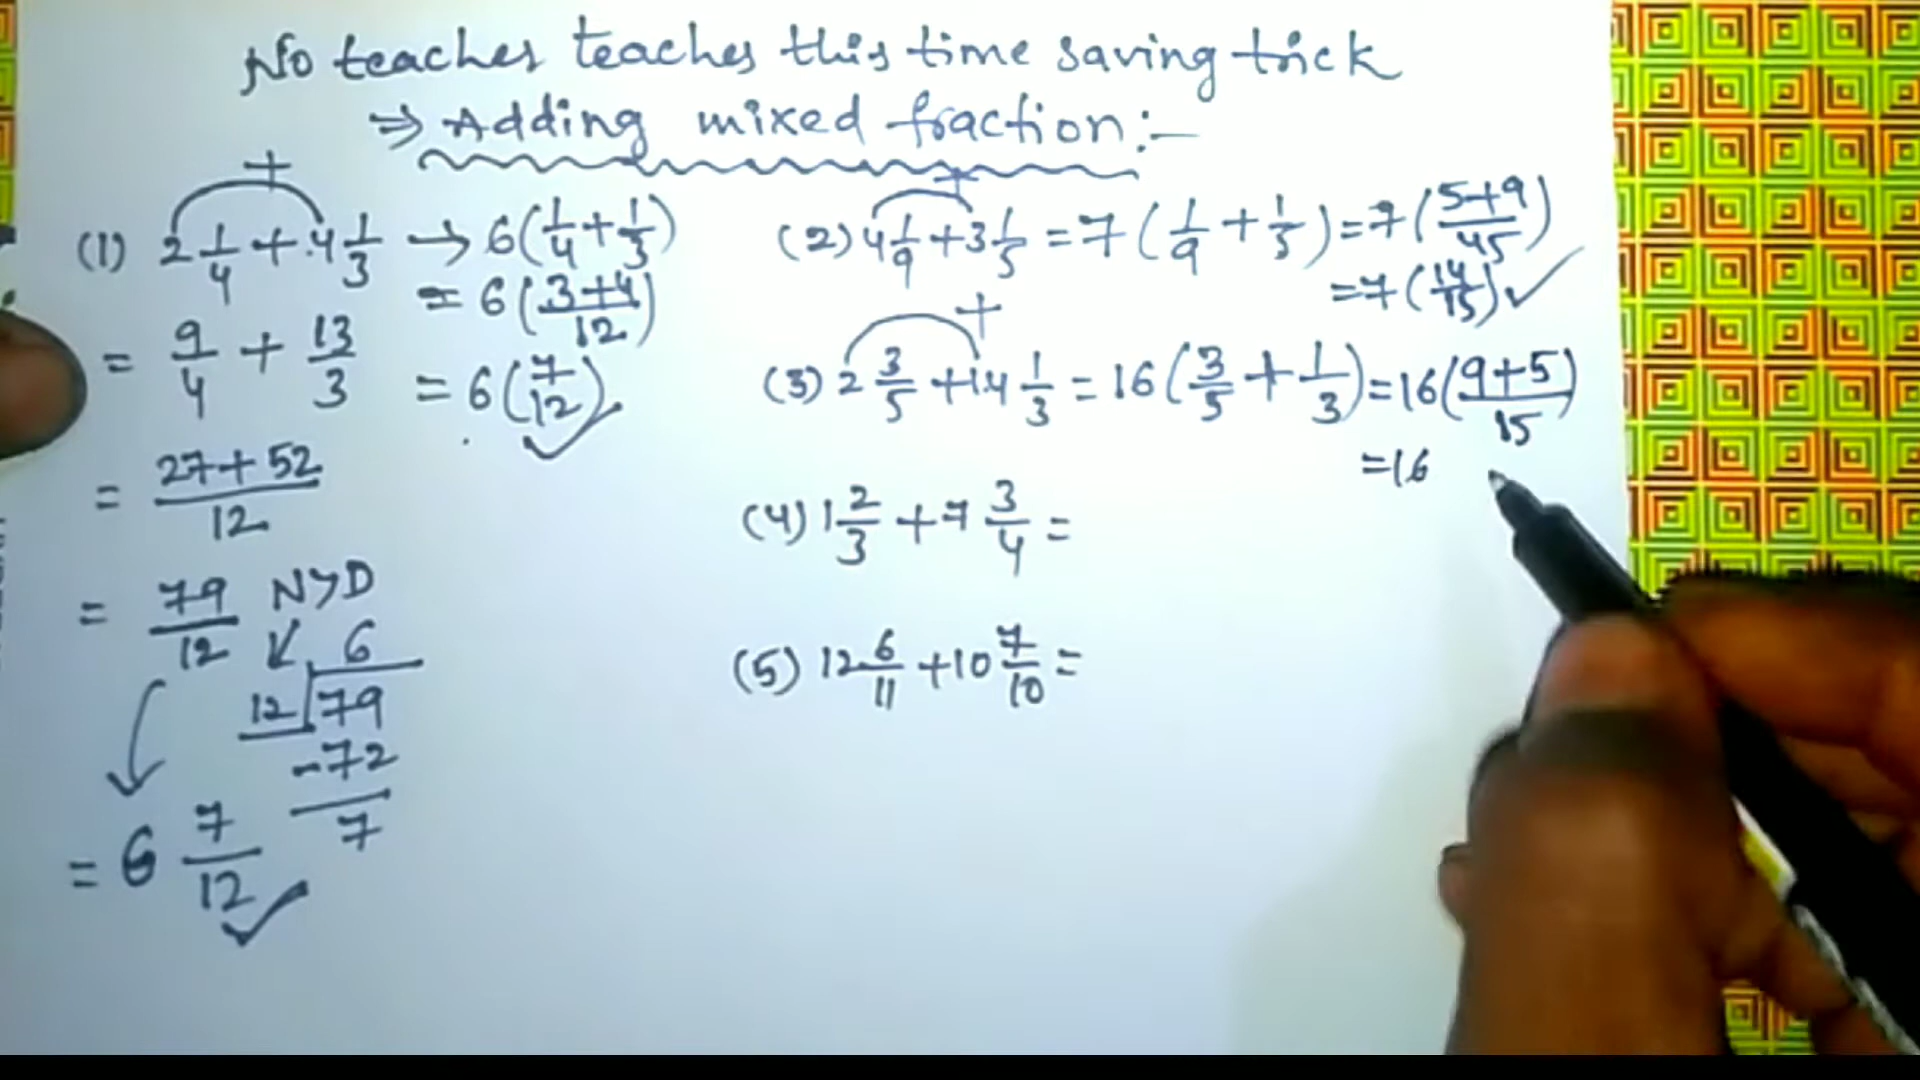 No teacher teaches this time saving trick
⇒ Adding mixed fraction:-
+
(1) 2 1/4 + 4 1/3 → 6(1/4 + 1/3)
= 6(3+4/12)
= 6(7/12)
= 9/4 + 13/3
= 27+52/12
= 79/12 N>D
6
12 79
-72
7
= 6 7/12
+
(2) 4 1/9 + 3 1/5 = 7(1/9 + 1/5) = 7(5+9/45)
= 7(14/15)
+
(3) 2 3/5 + 14 1/3 = 16(3/5 + 1/3) = 16(9+5/15)
= 16
(4) 1 2/3 + 7 3/4 =
(5) 12 6/11 + 10 7/10 =